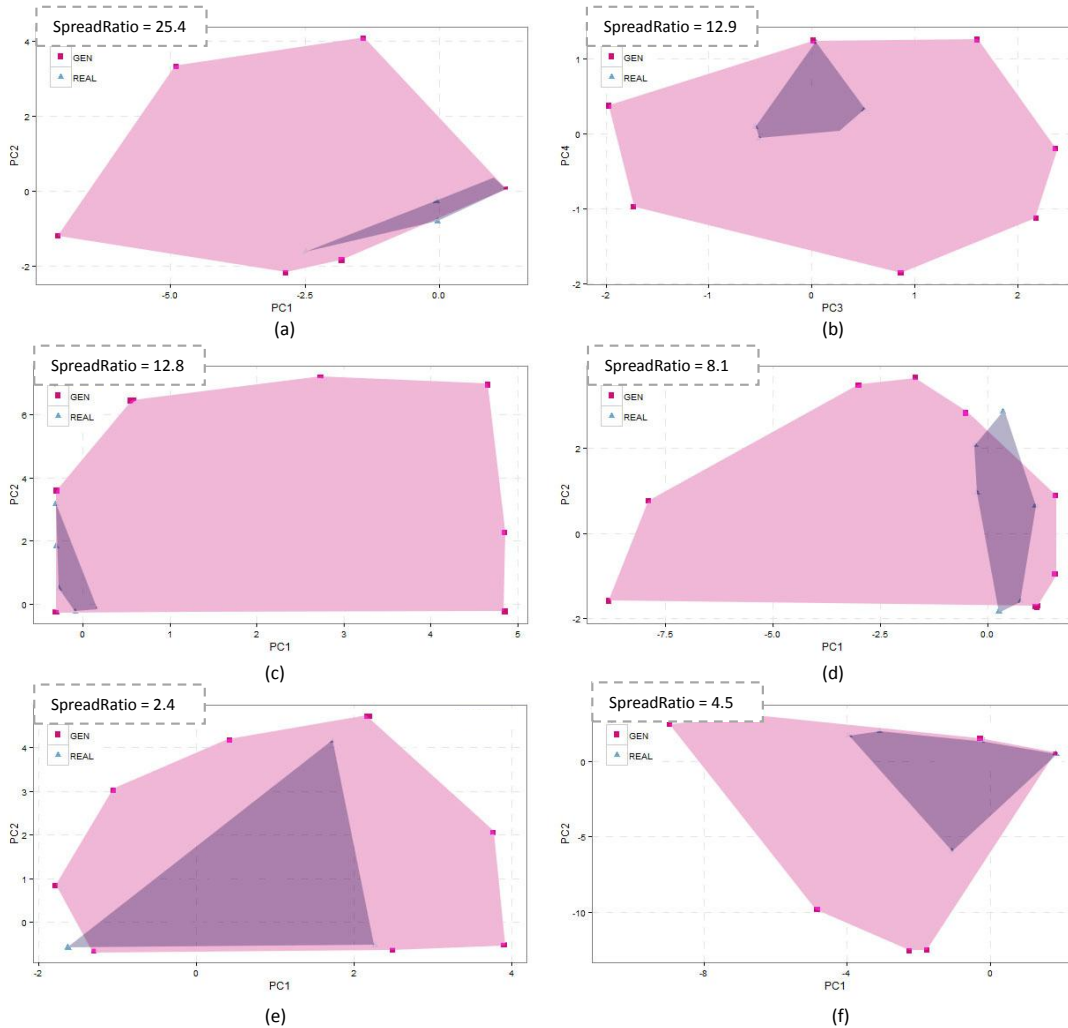 SpreadRatio = 25.4
GEN
REAL
4
2
0
-2
PC2
-5.0
-2.5
0.0
PC1
(a)
SpreadRatio = 12.9
GEN
REAL
1
0
-1
-2
PC4
-2
-1
0
1
2
PC3
(b)
SpreadRatio = 12.8
GEN
REAL
6
4
2
0
PC2
0
1
2
3
4
5
PC1
(c)
SpreadRatio = 8.1
GEN
REAL
2
0
-2
PC2
-7.5
-5.0
-2.5
0.0
PC1
(d)
SpreadRatio = 2.4
GEN
REAL
4
3
2
1
0
PC2
-2
0
2
4
PC1
(e)
SpreadRatio = 4.5
GEN
REAL
0
-5
-10
PC2
-8
-4
0
PC1
(f)